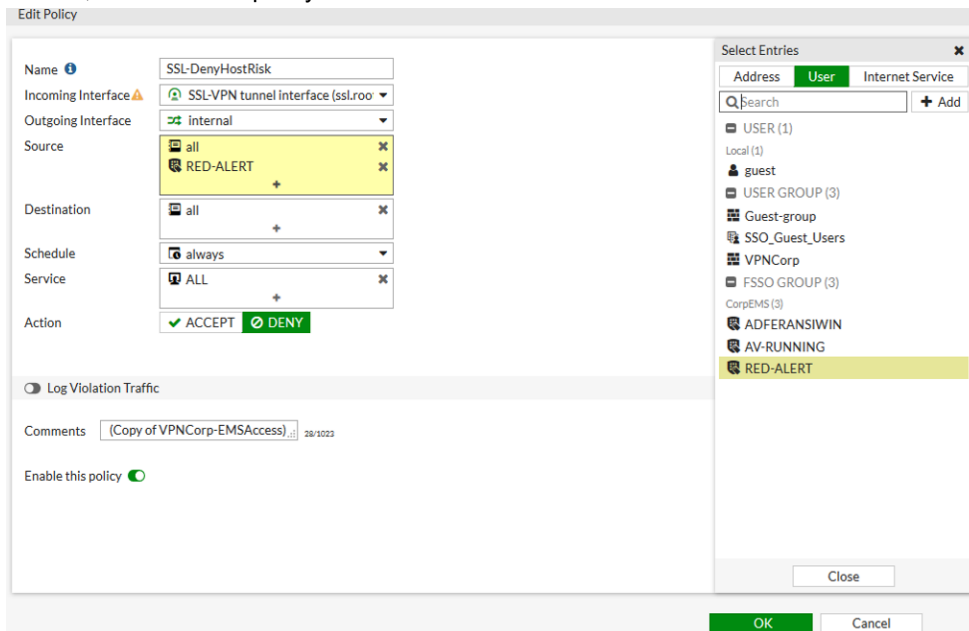 Edit Policy
Name
SSL-DenyHostRisk
Incoming Interface
SSL-VPN tunnel interface (ssl.roo
Outgoing Interface
internal
Source
all
RED-ALERT
+
Destination
all
+
Schedule
always
Service
ALL
+
Action
ACCEPT
DENY
Log Violation Traffic
Comments
(Copy of VPNCorp-EMSAccess)
28/1023
Enable this policy
Select Entries
Address
User
Internet Service
Search
+ Add
USER (1)
Local (1)
guest
USER GROUP (3)
Guest-group
SSO_Guest_Users
VPNCorp
FSSO GROUP (3)
CorpEMS (3)
ADFERANSIWIN
AV-RUNNING
RED-ALERT
Close
OK
Cancel